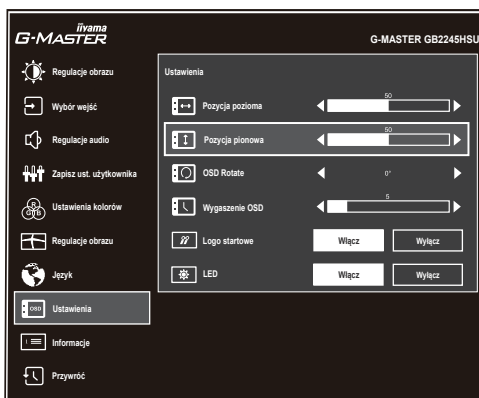 iiyama
G-MASTER
G-MASTER GB2245HSU
Regulacje obrazu
Wybór wejść
Regulacje audio
Zapisz ust. użytkownika
R
G B
Ustawienia kolorów
Regulacje obrazu
Język
OSD
Ustawienia
i
Informacje
Przywróć
Ustawienia
Pozycja pozioma
50
Pozycja pionowa
50
OSD Rotate
0°
Wygaszenie OSD
5
Logo startowe
Włącz
Wyłącz
LED
Włącz
Wyłącz